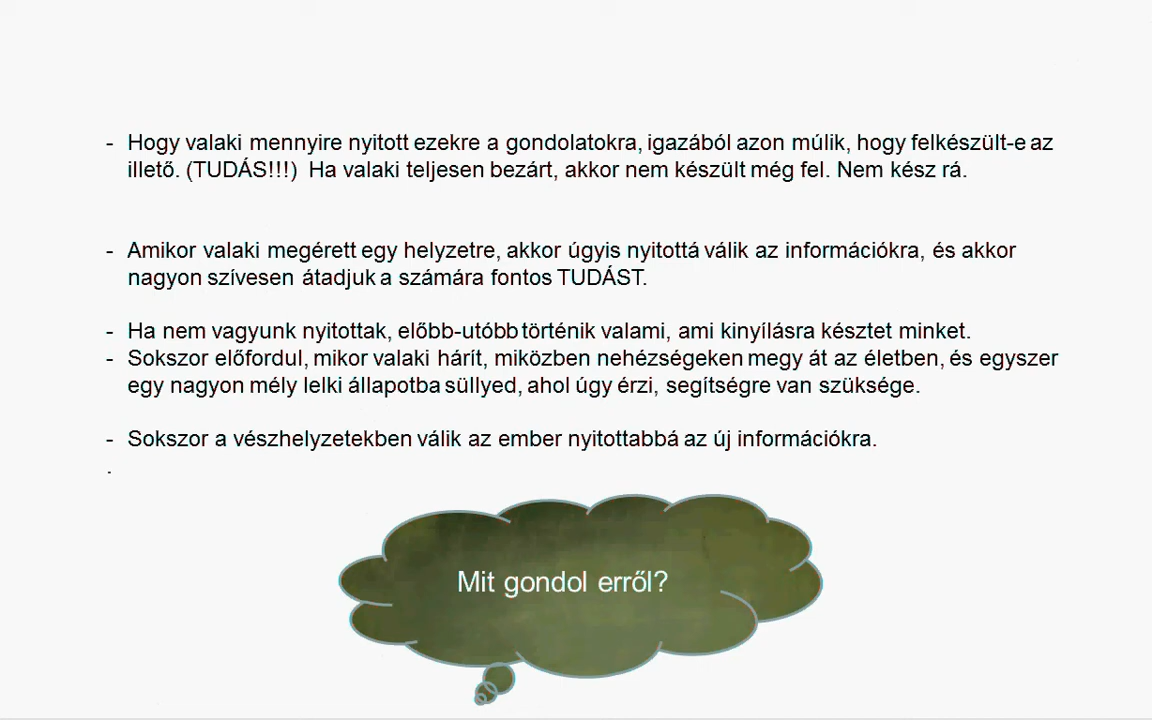 - Hogy valaki mennyire nyitott ezekre a gondolatokra, igazából azon múlik, hogy felkészült-e az
illető. (TUDÁS!!!) Ha valaki teljesen bezárt, akkor nem készült még fel. Nem kész rá.
- Amikor valaki megérett egy helyzetre, akkor úgyis nyitottá válik az információkra, és akkor
nagyon szívesen átadjuk a számára fontos TUDÁST.
- Ha nem vagyunk nyitottak, előbb-utóbb történik valami, ami kinyílásra késztet minket.
- Sokszor előfordul, mikor valaki hárít, miközben nehézségeken megy át az életben, és egyszer
egy nagyon mély lelki állapotba süllyed, ahol úgy érzi, segítségre van szüksége.
- Sokszor a vészhelyzetekben válik az ember nyitottabbá az új információkra.
.
Mit gondol erről?